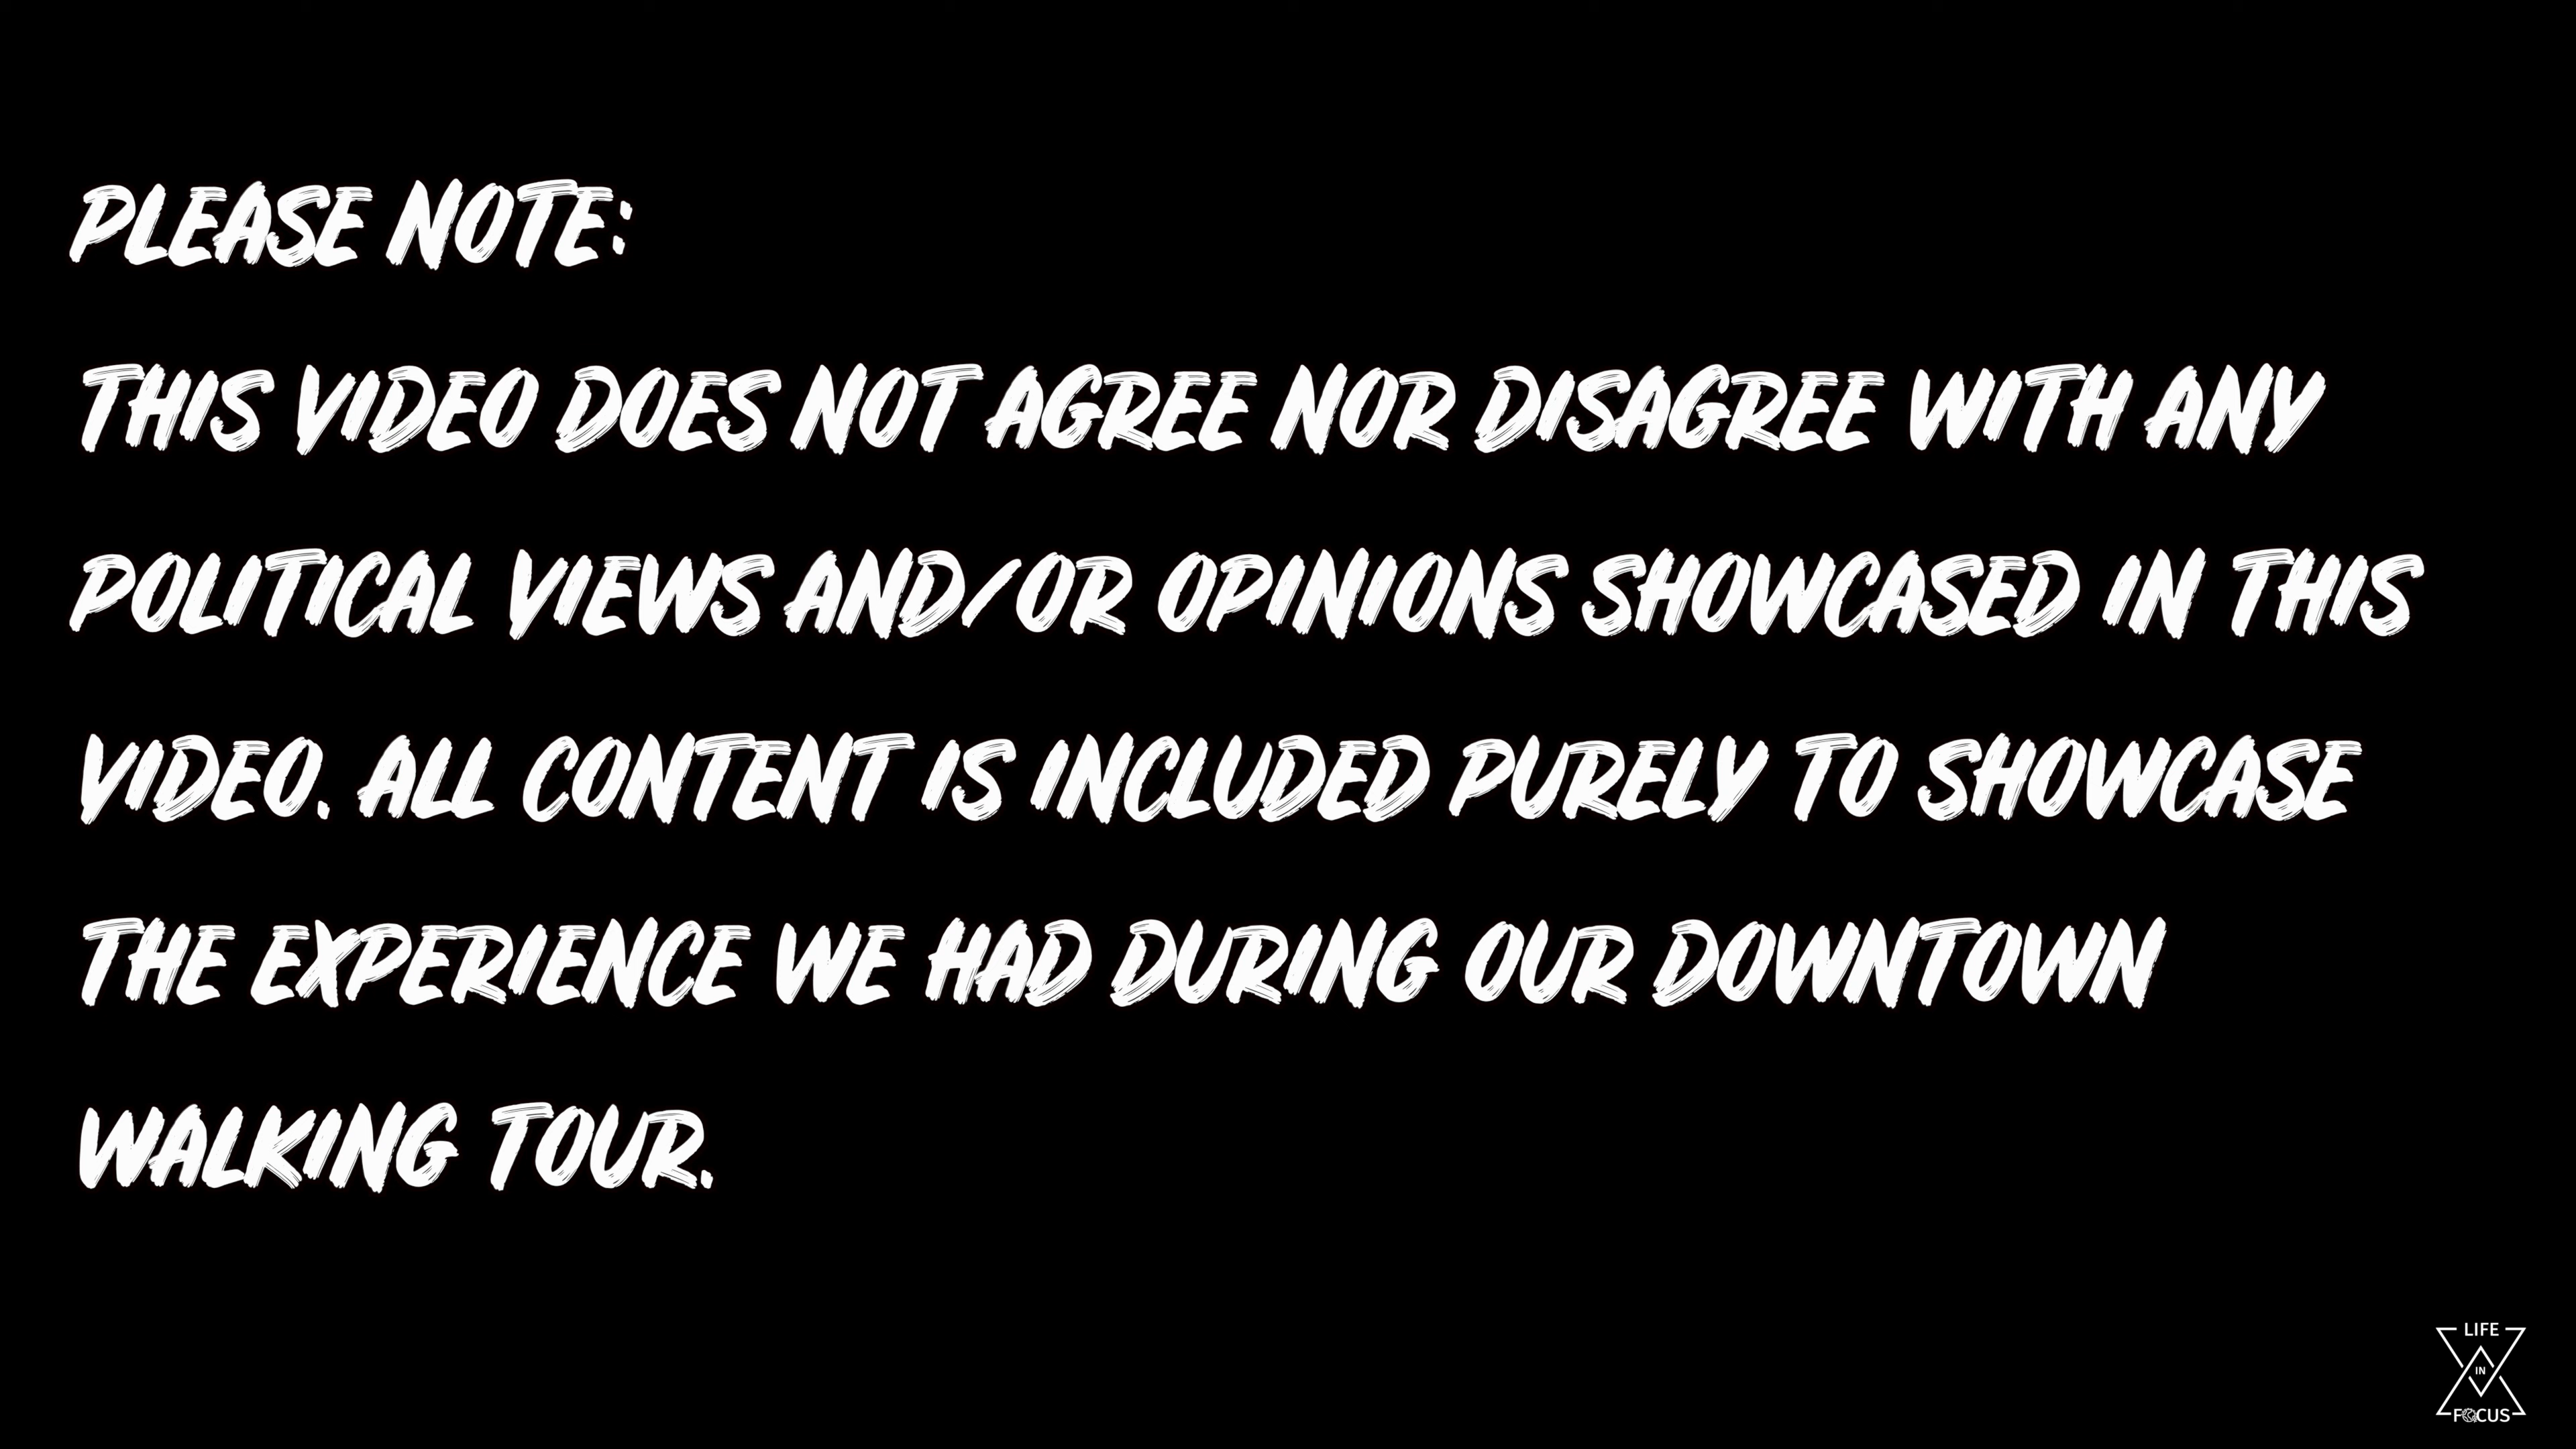 PLEASE NOTE:
THIS VIDEO DOES NOT AGREE NOR DISAGREE WITH ANY
POLITICAL VIEWS AND/OR OPINIONS SHOWCASED IN THIS
VIDEO. ALL CONTENT IS INCLUDED PURELY TO SHOWCASE
THE EXPERIENCE WE HAD DURING OUR DOWNTOWN
WALKING TOUR.
LIFE
IN
FOCUS